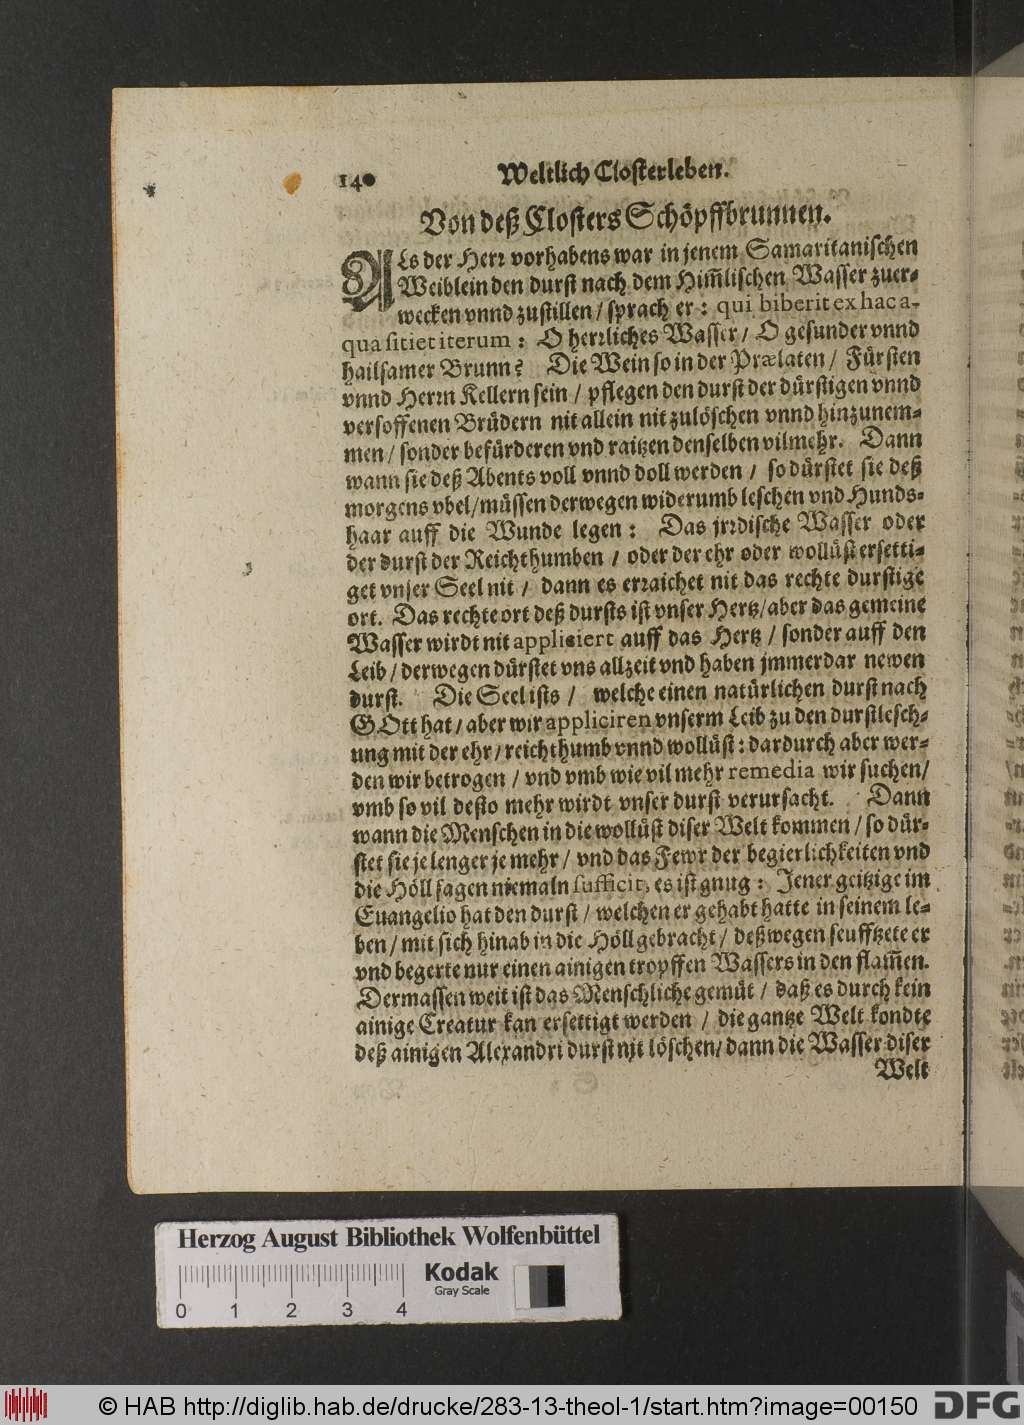 140 Weltlich Closterleben.
Von deß Closters Schöpffbrunnen.
ALs der Herr vorhabens war in jenem Samaritanischen
Weiblein den durst nach dem Him̃lischen Wasser zuer-
wecken vnnd zustillen / sprach er : qui biberit ex hac a-
qua sitiet iterum : O herrliches Wasser / O gesunder vnnd
hailsamer Brunn? Die Wein so in der Prælaten / Fürsten
vnnd Herrn Kellern sein / pflegen den durst der dürstigen vnnd
versoffenen Brüdern nit allein nit zulöschen vnnd hinzunem-
men / sonder befürderen vnd raitzen denselben vilmehr. Dann
wann sie deß Abents voll vnnd doll werden / so dürstet sie deß
morgens vbel / müssen derwegen widerumb leschen vnd Hunds-
haar auff die Wunde legen : Das jrrdische Wasser oder
der durst der Reichthumben / oder der ehr oder wollüst ersetti-
get vnser Seel nit / dann es erraichet nit das rechte durstige
ort. Das rechte ort deß dursts ist vnser Hertz / aber das gemeine
Wasser wirdt nit appliciert auff das Hertz / sonder auff den
Leib / derwegen dürstet vns allzeit vnd haben jmmerdar newen
durst. Die Seel ists / welche einen natürlichen durst nach
GOtt hat / aber wir appliciren vnserm Leib zu den durstlesch-
ung mit der ehr / reichthumb vnnd wollüst : dardurch aber wer-
den wir betrogen / vnd vmb wie vil mehr remedia wir suchen /
vmb so vil desto mehr wirdt vnser durst verursacht. Dann
wann die Menschen in die wollüst diser Welt kommen / so dür-
stet sie je lenger je mehr / vnd das Fewr der begierlichkeiten vnd
die Höll sagen niemaln sufficit, es ist gnug : Jener geitzige im
Euangelio hat den durst / welchen er gehabt hatte in seinem le-
ben / mit sich hinab in die Höll gebracht / deßwegen seufftzete er
vnd begerte nur einen ainigen tropffen Wassers in den flam̃en.
Dermassen weit ist das Menschliche gemüt / daß es durch kein
ainige Creatur kan ersettigt werden / die gantze Welt kondte
deß ainigen Alexandri durst nit löschen / dann die Wasser diser
Welt
Herzog August Bibliothek Wolfenbüttel
Kodak
Gray Scale
0 1 2 3 4
© HAB http://diglib.hab.de/drucke/283-13-theol-1/start.htm?image=00150
DFG